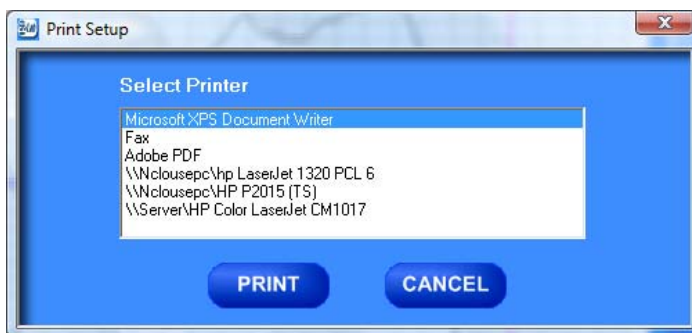 Print Setup
Select Printer
Microsoft XPS Document Writer
Fax
Adobe PDF
\\Nclousepc\hp LaserJet 1320 PCL 6
\\Nclousepc\HP P2015 (TS)
\\Server\HP Color LaserJet CM1017
PRINT CANCEL